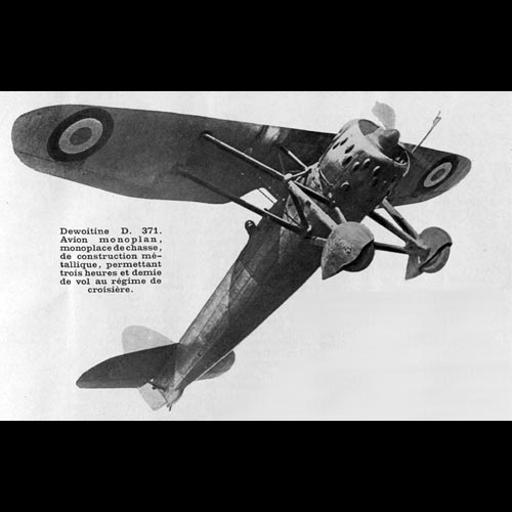 Dewoitine D. 371.
Avion monoplan,
monoplace de chasse,
de construction mé-
tallique, permettant
trois heures et demie
de vol au régime de
croisière.